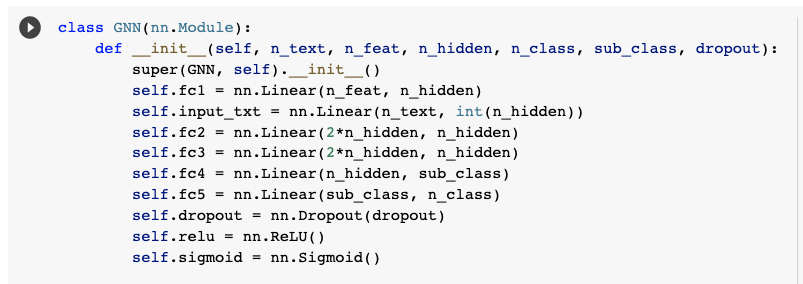 class GNN(nn.Module):
    def __init__(self, n_text, n_feat, n_hidden, n_class, sub_class, dropout):
        super(GNN, self).__init__()
        self.fc1 = nn.Linear(n_feat, n_hidden)
        self.input_txt = nn.Linear(n_text, int(n_hidden))
        self.fc2 = nn.Linear(2*n_hidden, n_hidden)
        self.fc3 = nn.Linear(2*n_hidden, n_hidden)
        self.fc4 = nn.Linear(n_hidden, sub_class)
        self.fc5 = nn.Linear(sub_class, n_class)
        self.dropout = nn.Dropout(dropout)
        self.relu = nn.ReLU()
        self.sigmoid = nn.Sigmoid()